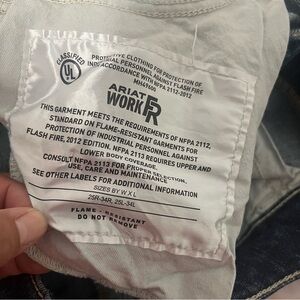 CLASSIFIED
UL
CLOTHING FOR PROTECTION OF
PERSONNEL AGAINST FLASH FIRE
ACCORDANCE WITH NFPA 2112-2012
ARIAT
WORK FR
THIS GARMENT MEETS THE REQUIREMENTS OF NFPA 2112,
STANDARD ON FLAME-RESISTANT GARMENTS FOR
PROTECTION OF INDUSTRIAL PERSONNEL AGAINST
FLASH FIRE, 2012 EDITION. NFPA 2113 REQUIRES UPPER AND
LOWER BODY COVERAGE.
CONSULT NFPA 2113 FOR PROPER SELECTION,
USE, CARE AND MAINTENANCE
SEE OTHER LABELS FOR ADDITIONAL INFORMATION
SIZES BY W X L
25R-34R, 25L-34L
FLAME - RESISTANT
DO NOT REMOVE